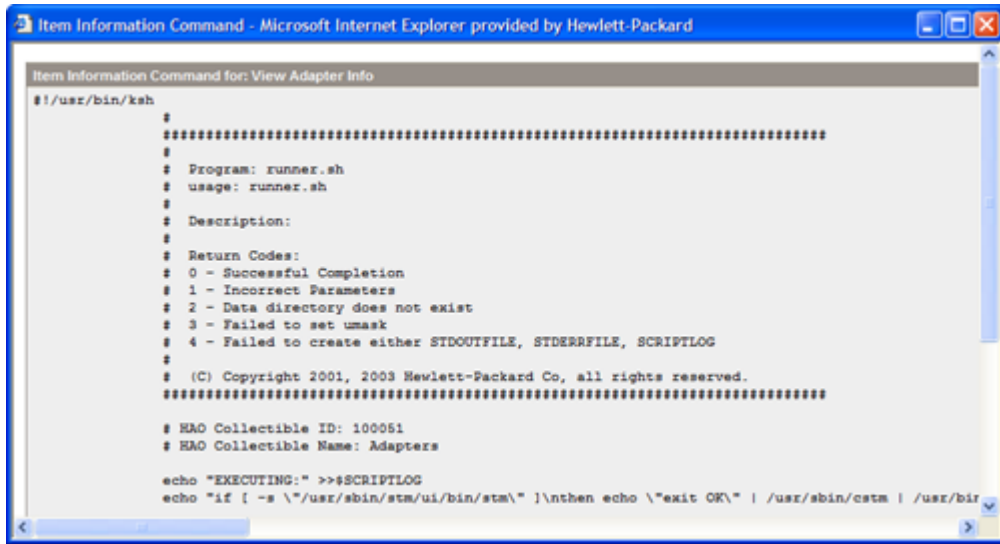 Item Information Command - Microsoft Internet Explorer provided by Hewlett-Packard
Item Information Command for: View Adapter Info
#!/usr/bin/ksh
#
##############################################################################
#
# Program: runner.sh
# usage: runner.sh
#
# Description:
#
# Return Codes:
# 0 - Successful Completion
# 1 - Incorrect Parameters
# 2 - Data directory does not exist
# 3 - Failed to set umask
# 4 - Failed to create either STDOUTFILE, STDERRFILE, SCRIPTLOG
#
# (C) Copyright 2001, 2003 Hewlett-Packard Co, all rights reserved.
##############################################################################
# HAO Collectible ID: 100051
# HAO Collectible Name: Adapters
echo "EXECUTING:" >>$SCRIPTLOG
echo "if [ -s \"/usr/sbin/stm/ui/bin/stm\" ]\nthen echo \"exit OK\" | /usr/sbin/cstm | /usr/bin